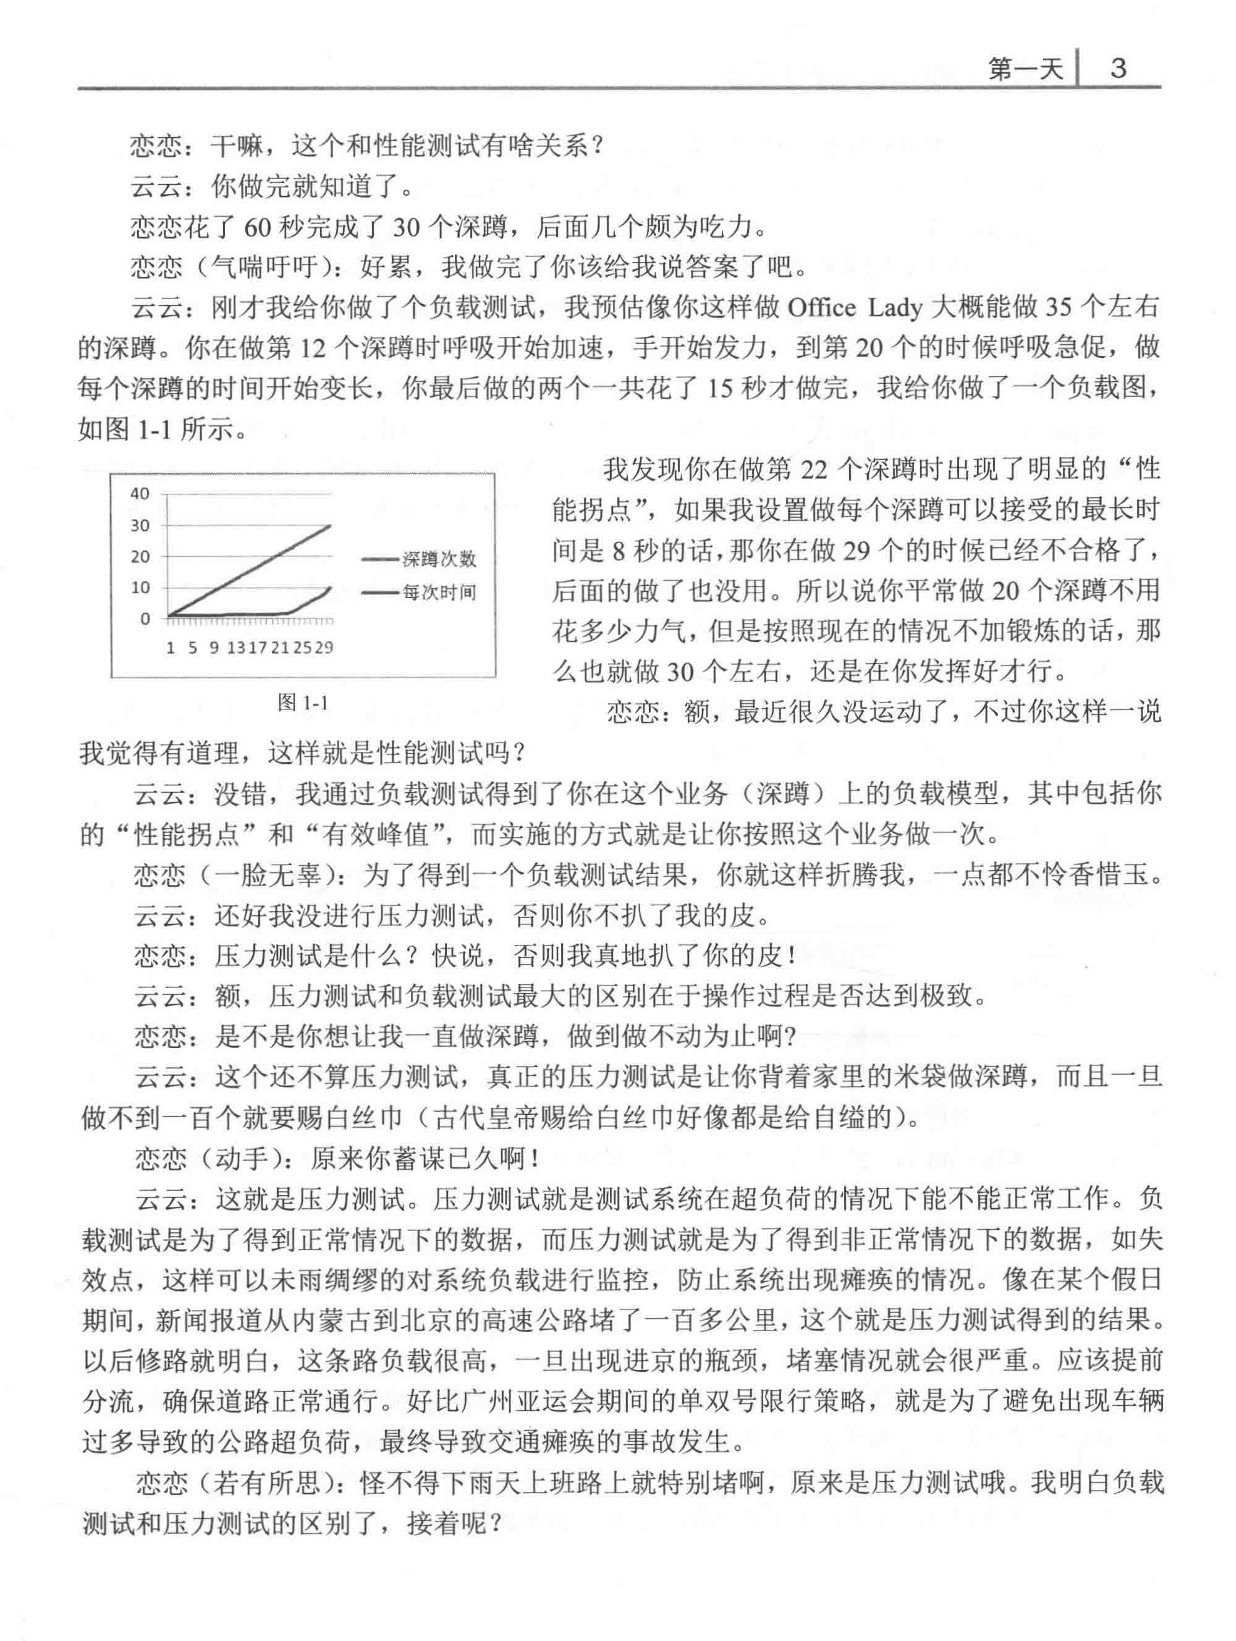 第一天 3
恋恋：干嘛，这个和性能测试有啥关系？
云云：你做完就知道了。
恋恋花了 60 秒完成了 30 个深蹲，后面几个颇为吃力。
恋恋（气喘吁吁）：好累，我做完了你该给我说答案了吧。
云云：刚才我给你做了个负载测试，我预估像你这样做 Office Lady 大概能做 35 个左右
的深蹲。你在做第 12 个深蹲时呼吸开始加速，手开始发力，到第 20 个的时候呼吸急促，做
每个深蹲的时间开始变长，你最后做的两个一共花了 15 秒才做完，我给你做了一个负载图，
如图 1-1 所示。
40
30
20
10
0
1 5 9 13 17 21 25 29
深蹲次数
每次时间
图 1-1
我发现你在做第 22 个深蹲时出现了明显的“性
能拐点”，如果我设置做每个深蹲可以接受的最长时
间是 8 秒的话，那你在做 29 个的时候已经不合格了，
后面的做了也没用。所以说你平常做 20 个深蹲不用
花多少力气，但是按照现在的情况不加锻炼的话，那
么也就做 30 个左右，还是在你发挥好才行。
恋恋：额，最近很久没运动了，不过你这样一说
我觉得有道理，这样就是性能测试吗？
云云：没错，我通过负载测试得到了你在这个业务（深蹲）上的负载模型，其中包括你
的“性能拐点”和“有效峰值”，而实施的方式就是让你按照这个业务做一次。
恋恋（一脸无辜）：为了得到一个负载测试结果，你就这样折腾我，一点都不怜香惜玉。
云云：还好我没进行压力测试，否则你不扒了我的皮。
恋恋：压力测试是什么？快说，否则我真地扒了你的皮！
云云：额，压力测试和负载测试最大的区别在于操作过程是否达到极致。
恋恋：是不是你想让我一直做深蹲，做到做不动为止啊？
云云：这个还不算压力测试，真正的压力测试是让你背着家里的米袋做深蹲，而且一旦
做不到一百个就要赐白丝巾（古代皇帝赐给白丝巾好像都是给自缢的）。
恋恋（动手）：原来你蓄谋已久啊！
云云：这就是压力测试。压力测试就是测试系统在超负荷的情况下能不能正常工作。负
载测试是为了得到正常情况下的数据，而压力测试就是为了得到非正常情况下的数据，如失
效点，这样可以未雨绸缪的对系统负载进行监控，防止系统出现瘫痪的情况。像在某个假日
期间，新闻报道从内蒙古到北京的高速公路堵了一百多公里，这个就是压力测试得到的结果。
以后修路就明白，这条路负载很高，一旦出现进京的瓶颈，堵塞情况就会很严重。应该提前
分流，确保道路正常通行。好比广州亚运会期间的单双号限行策略，就是为了避免出现车辆
过多导致的公路超负荷，最终导致交通瘫痪的事故发生。
恋恋（若有所思）：怪不得下雨天上班路上就特别堵啊，原来是压力测试哦。我明白负载
测试和压力测试的区别了，接着呢？